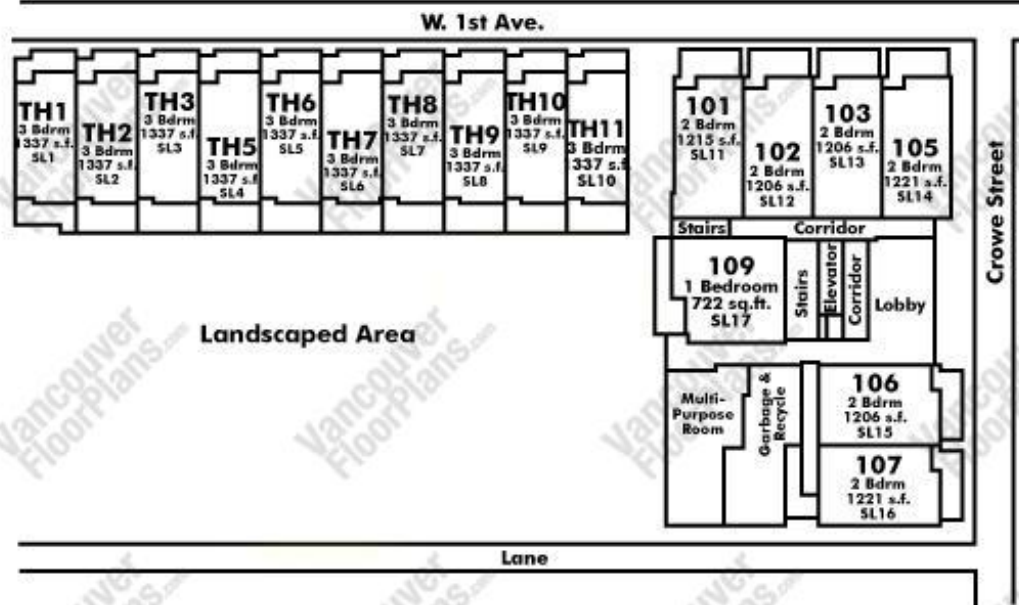 W. 1st Ave.
TH1
3 Bdrm
1337 s.f.
SL1
TH2
3 Bdrm
1337 s.f.
SL2
TH3
3 Bdrm
1337 s.f.
SL3
TH5
3 Bdrm
1337 s.f.
SL4
TH6
3 Bdrm
1337 s.f.
SL5
TH7
3 Bdrm
1337 s.f.
SL6
TH8
3 Bdrm
1337 s.f.
SL7
TH9
3 Bdrm
1337 s.f.
SL8
TH10
3 Bdrm
1337 s.f.
SL9
TH11
3 Bdrm
1337 s.f.
SL10
101
2 Bdrm
1215 s.f.
SL11
102
2 Bdrm
1206 s.f.
SL12
103
2 Bdrm
1206 s.f.
SL13
105
2 Bdrm
1221 s.f.
SL14
Crowe Street
Stairs
Corridor
109
1 Bedroom
722 sq.ft.
SL17
Stairs
Elevator
Corridor
Lobby
Landscaped Area
Multi-
Purpose
Room
Garbage &
Recycle
106
2 Bdrm
1206 s.f.
SL15
107
2 Bdrm
1221 s.f.
SL16
Lane
Vancouver
FloorPlans.com